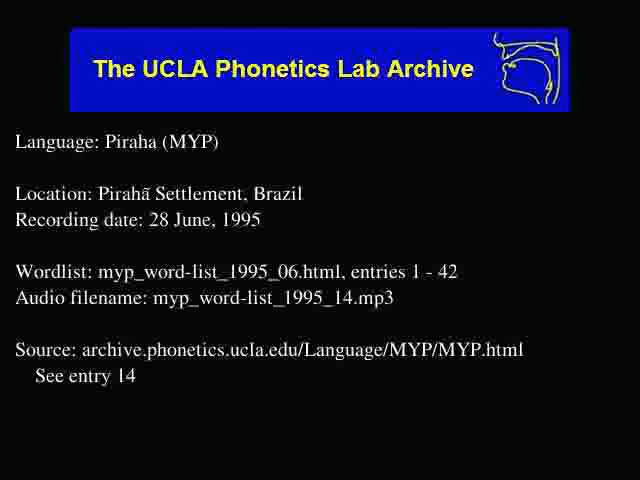 The UCLA Phonetics Lab Archive
Language: Piraha (MYP)
Location: Pirahã Settlement, Brazil
Recording date: 28 June, 1995
Wordlist: myp_word-list_1995_06.html, entries 1 - 42
Audio filename: myp_word-list_1995_14.mp3
Source: archive.phonetics.ucla.edu/Language/MYP/MYP.html
See entry 14